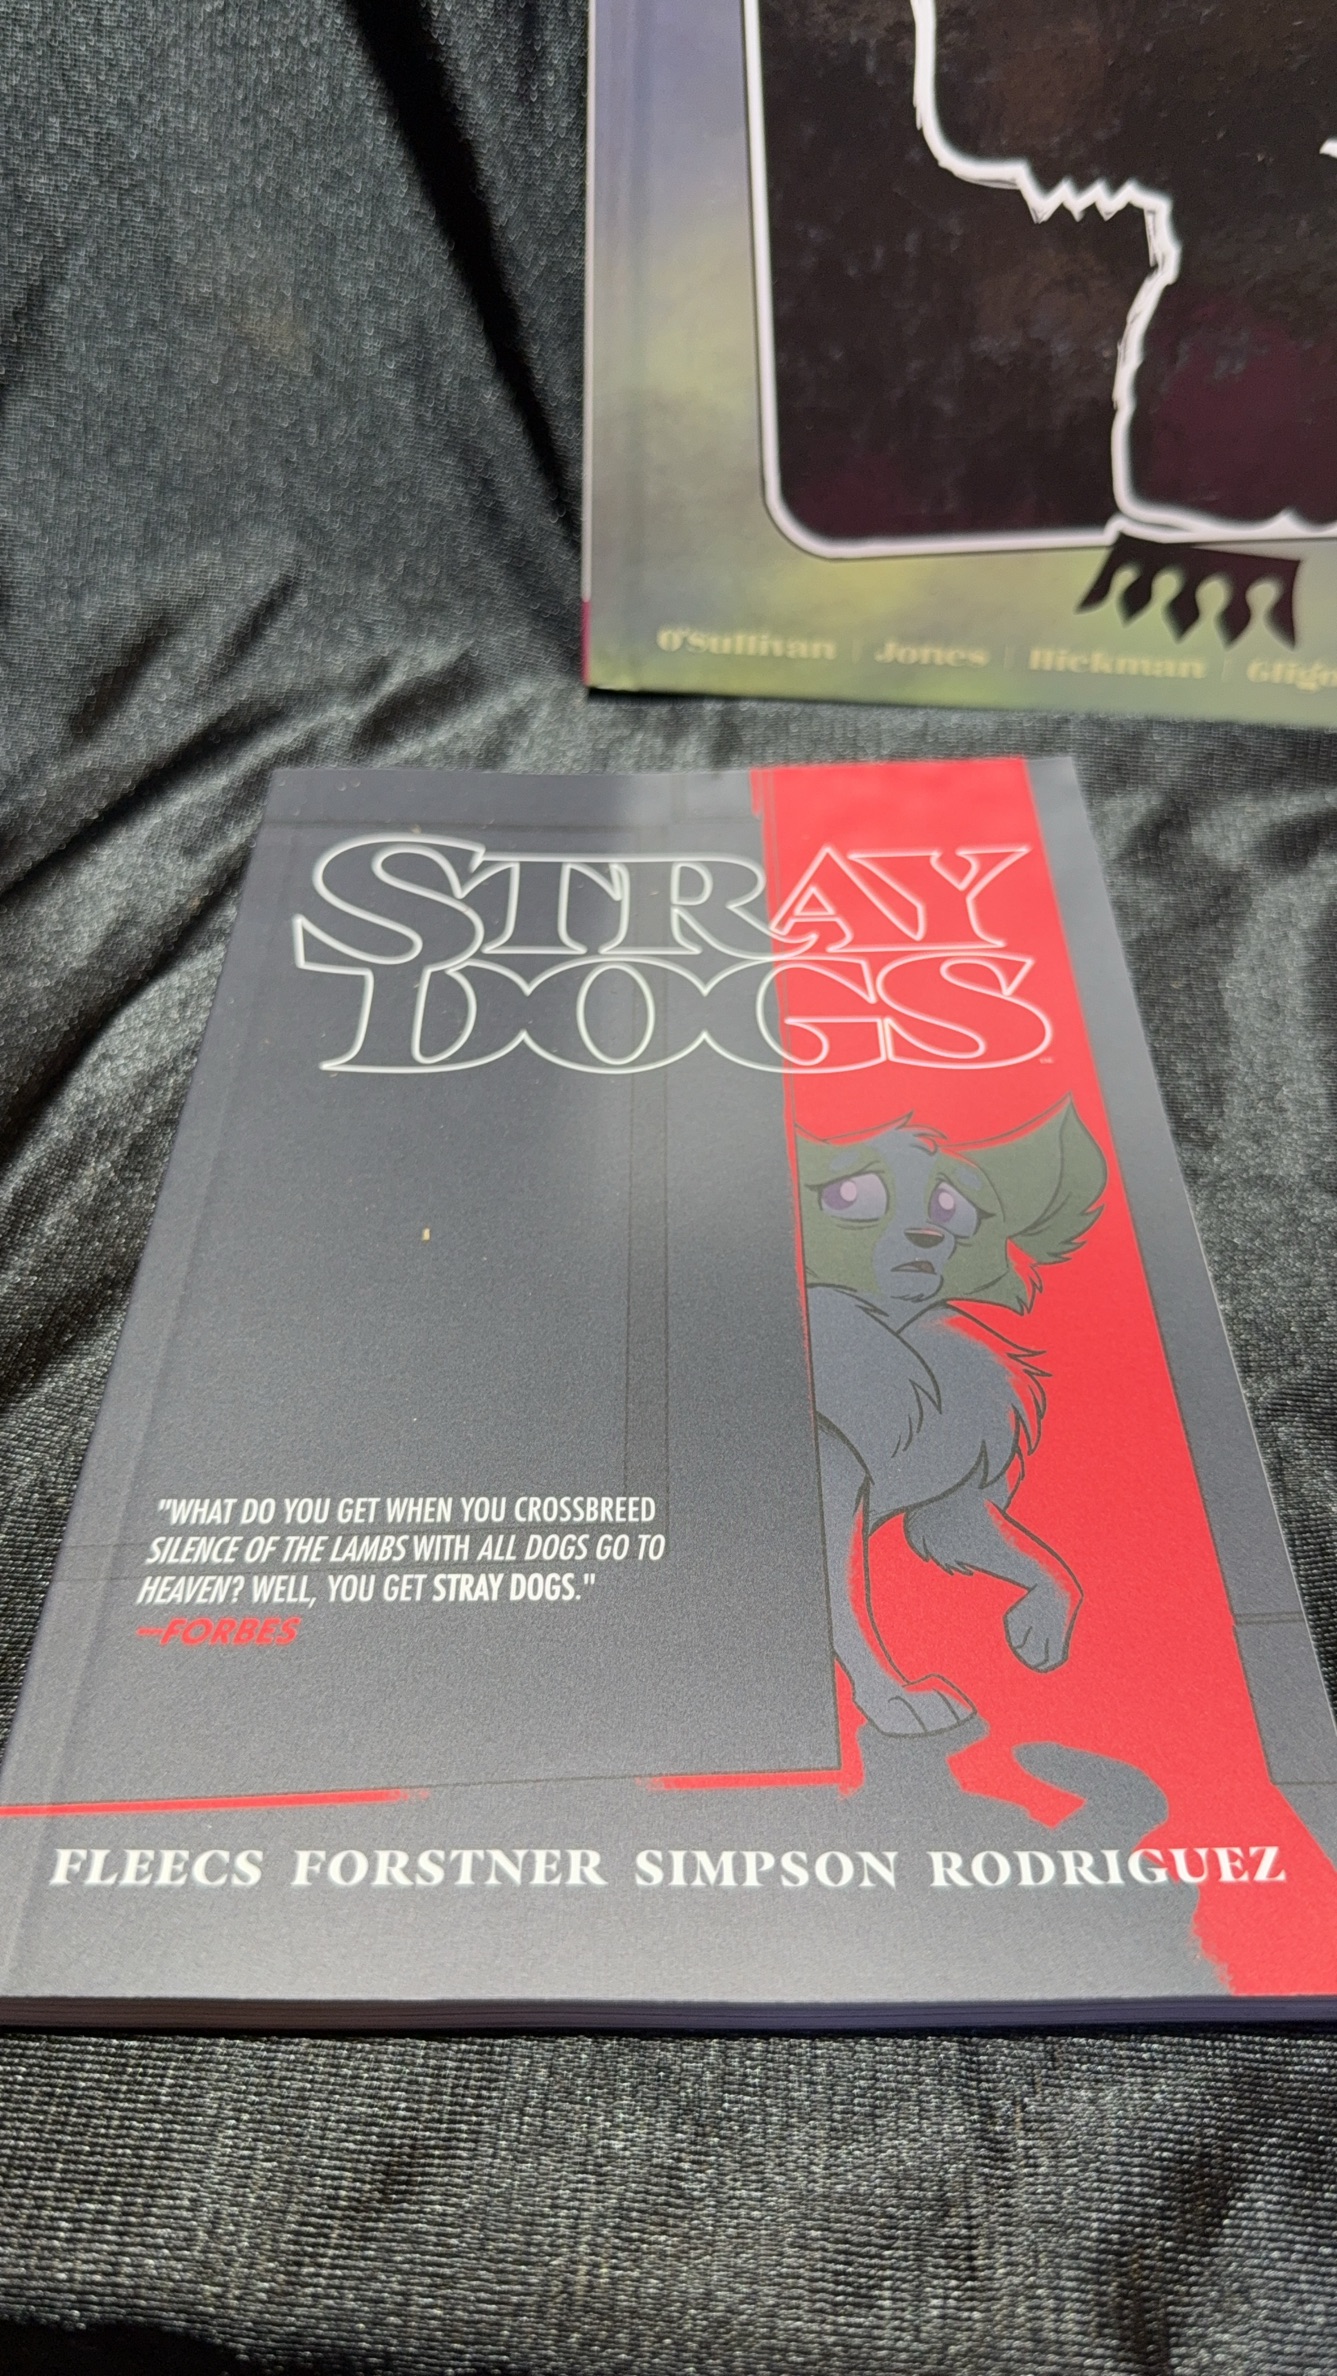 O'Sullivan | Jones | Hickman |
STRAY
DOGS
"WHAT DO YOU GET WHEN YOU CROSSBREED
SILENCE OF THE LAMBS WITH ALL DOGS GO TO
HEAVEN? WELL, YOU GET STRAY DOGS."
—FORBES
FLEECS FORSTNER SIMPSON RODRIGUEZ